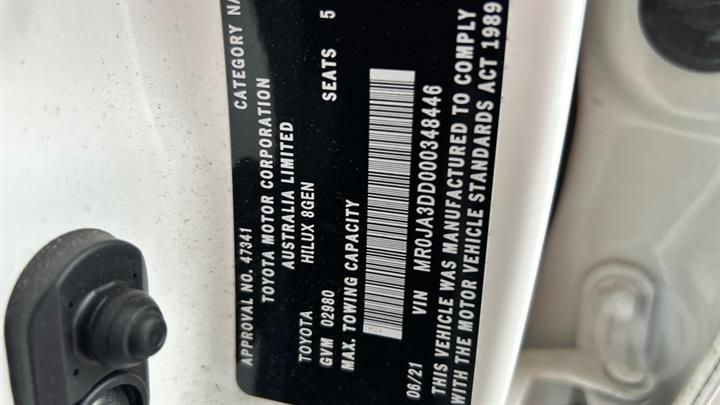 APPROVAL NO. 47341 CATEGORY NA
TOYOTA MOTOR CORPORATION
AUSTRALIA LIMITED
TOYOTA HILUX 8GEN SEATS 5
GVM 02980
MAX. TOWING CAPACITY
06/21 VIN MR0JA3DD000348446
THIS VEHICLE WAS MANUFACTURED TO COMPLY
WITH THE MOTOR VEHICLE STANDARDS ACT 1989